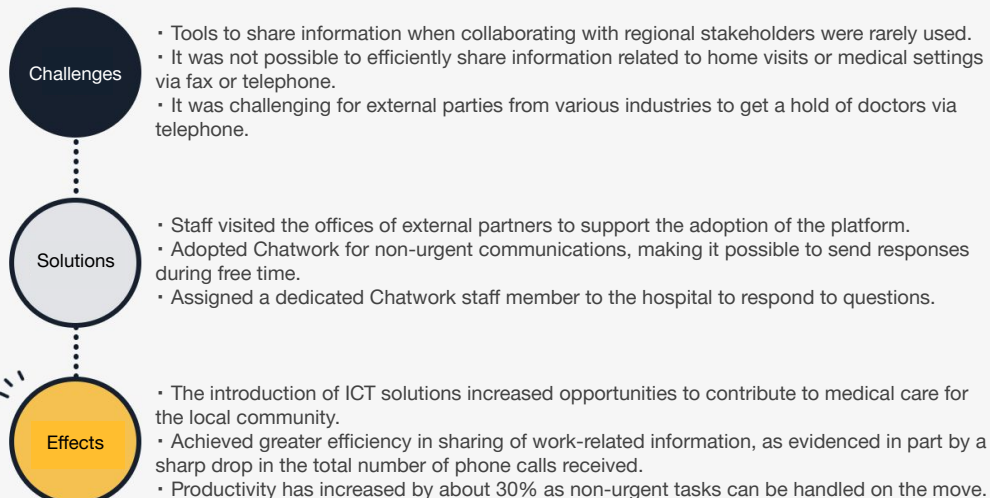 Challenges
・Tools to share information when collaborating with regional stakeholders were rarely used.
・It was not possible to efficiently share information related to home visits or medical settings
via fax or telephone.
・It was challenging for external parties from various industries to get a hold of doctors via
telephone.
Solutions
・Staff visited the offices of external partners to support the adoption of the platform.
・Adopted Chatwork for non-urgent communications, making it possible to send responses
during free time.
・Assigned a dedicated Chatwork staff member to the hospital to respond to questions.
Effects
・The introduction of ICT solutions increased opportunities to contribute to medical care for
the local community.
・Achieved greater efficiency in sharing of work-related information, as evidenced in part by a
sharp drop in the total number of phone calls received.
・Productivity has increased by about 30% as non-urgent tasks can be handled on the move.